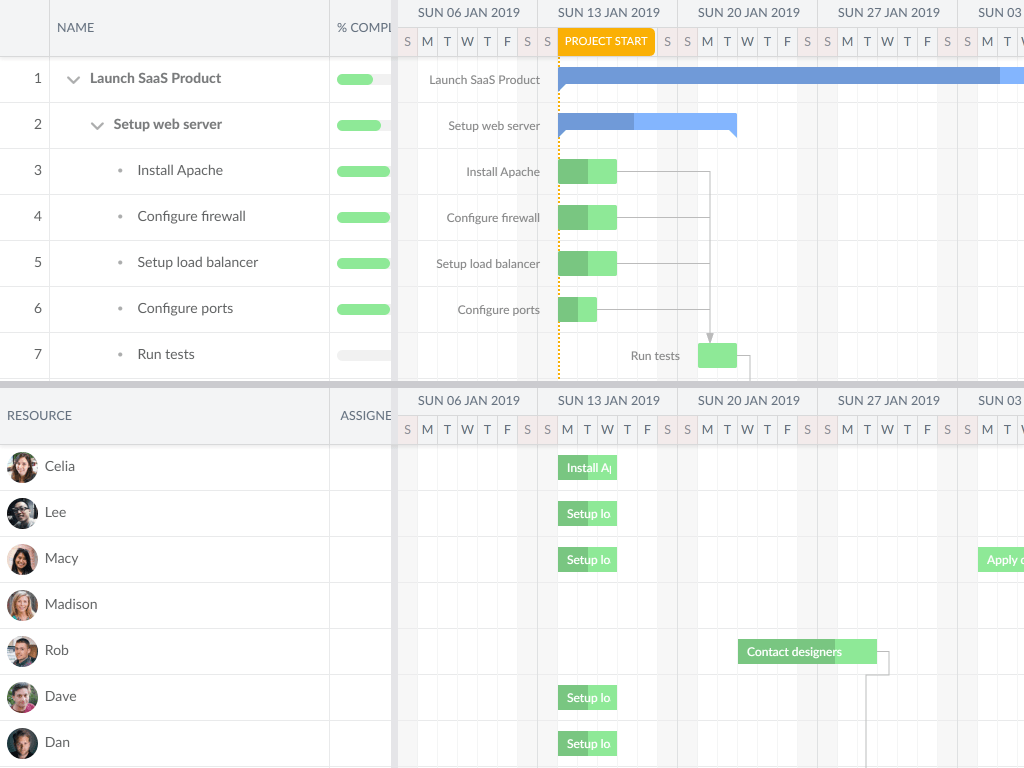 NAME
% COMPL
SUN 06 JAN 2019 SUN 13 JAN 2019 SUN 20 JAN 2019 SUN 27 JAN 2019 SUN 03
S M T W T F S S PROJECT START S S M T W T F S S M T W T F S S M T
1 Launch SaaS Product Launch SaaS Product
2 Setup web server Setup web server
3 • Install Apache Install Apache
4 • Configure firewall Configure firewall
5 • Setup load balancer Setup load balancer
6 • Configure ports Configure ports
7 • Run tests Run tests
RESOURCE
ASSIGNE
SUN 06 JAN 2019 SUN 13 JAN 2019 SUN 20 JAN 2019 SUN 27 JAN 2019 SUN 03
S M T W T F S S M T W T F S S M T W T F S S M T W T F S S M T
Celia Install Ap
Lee Setup lo
Macy Setup lo Apply
Madison
Rob Contact designers
Dave Setup lo
Dan Setup lo